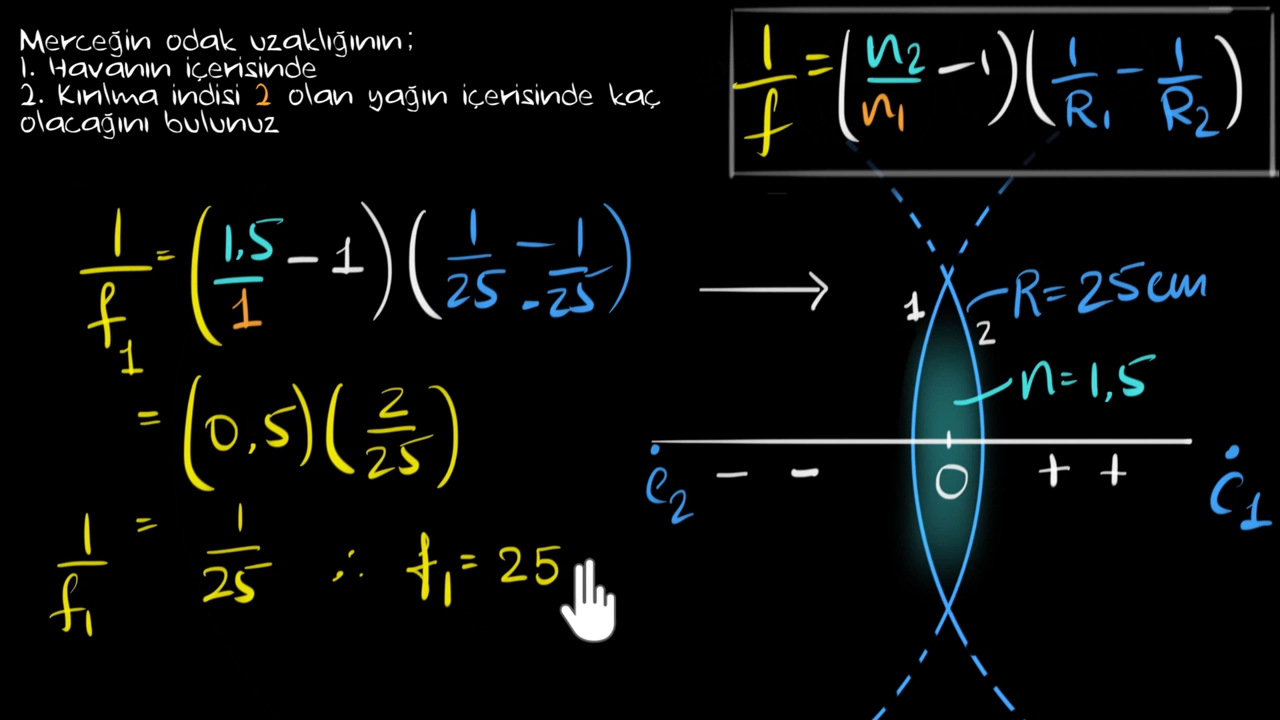 Merceğin odak uzaklığının;
1. Havanın içerisinde
2. Kırılma indisi 2 olan yağın içerisinde kaç
olacağını bulunuz
1/f = (n₂/n₁ - 1)(1/R₁ - 1/R₂)
1/f₁ = (1,5/1 - 1)(1/25 - 1/-25)
= (0,5)(2/25)
1/f₁ = 1/25 ∴ f₁ = 25
1
2
R=25cm
n=1,5
C₂ - - O + + C₁